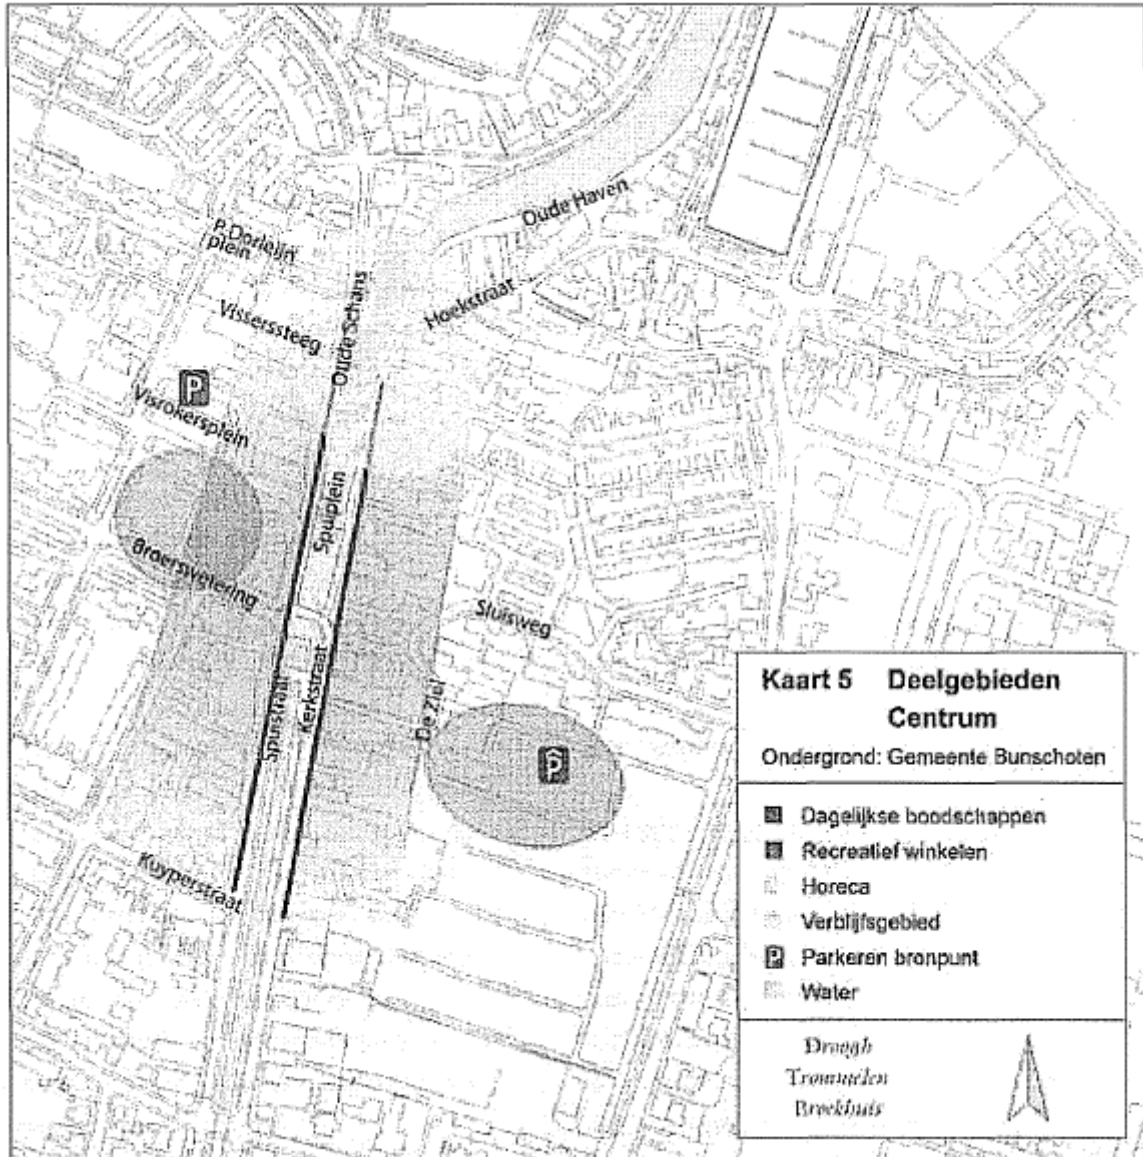 Oude Haven
P. Dorleijn
plein
Hoekstraat
Oude Schans
Visserssteeg
P
Visrokersplein
Spuiplein
Broerswetering
Sluisweg
Spuistraat
Kerkstraat
De Ziel
P
Kuyperstraat
Kaart 5 Deelgebieden
Centrum
Ondergrond: Gemeente Bunschoten
Dagelijkse boodschappen
Recreatief winkelen
Horeca
Verblijfsgebied
P Parkeren bronpunt
Water
Droogh
Trommelen
Broekhuis